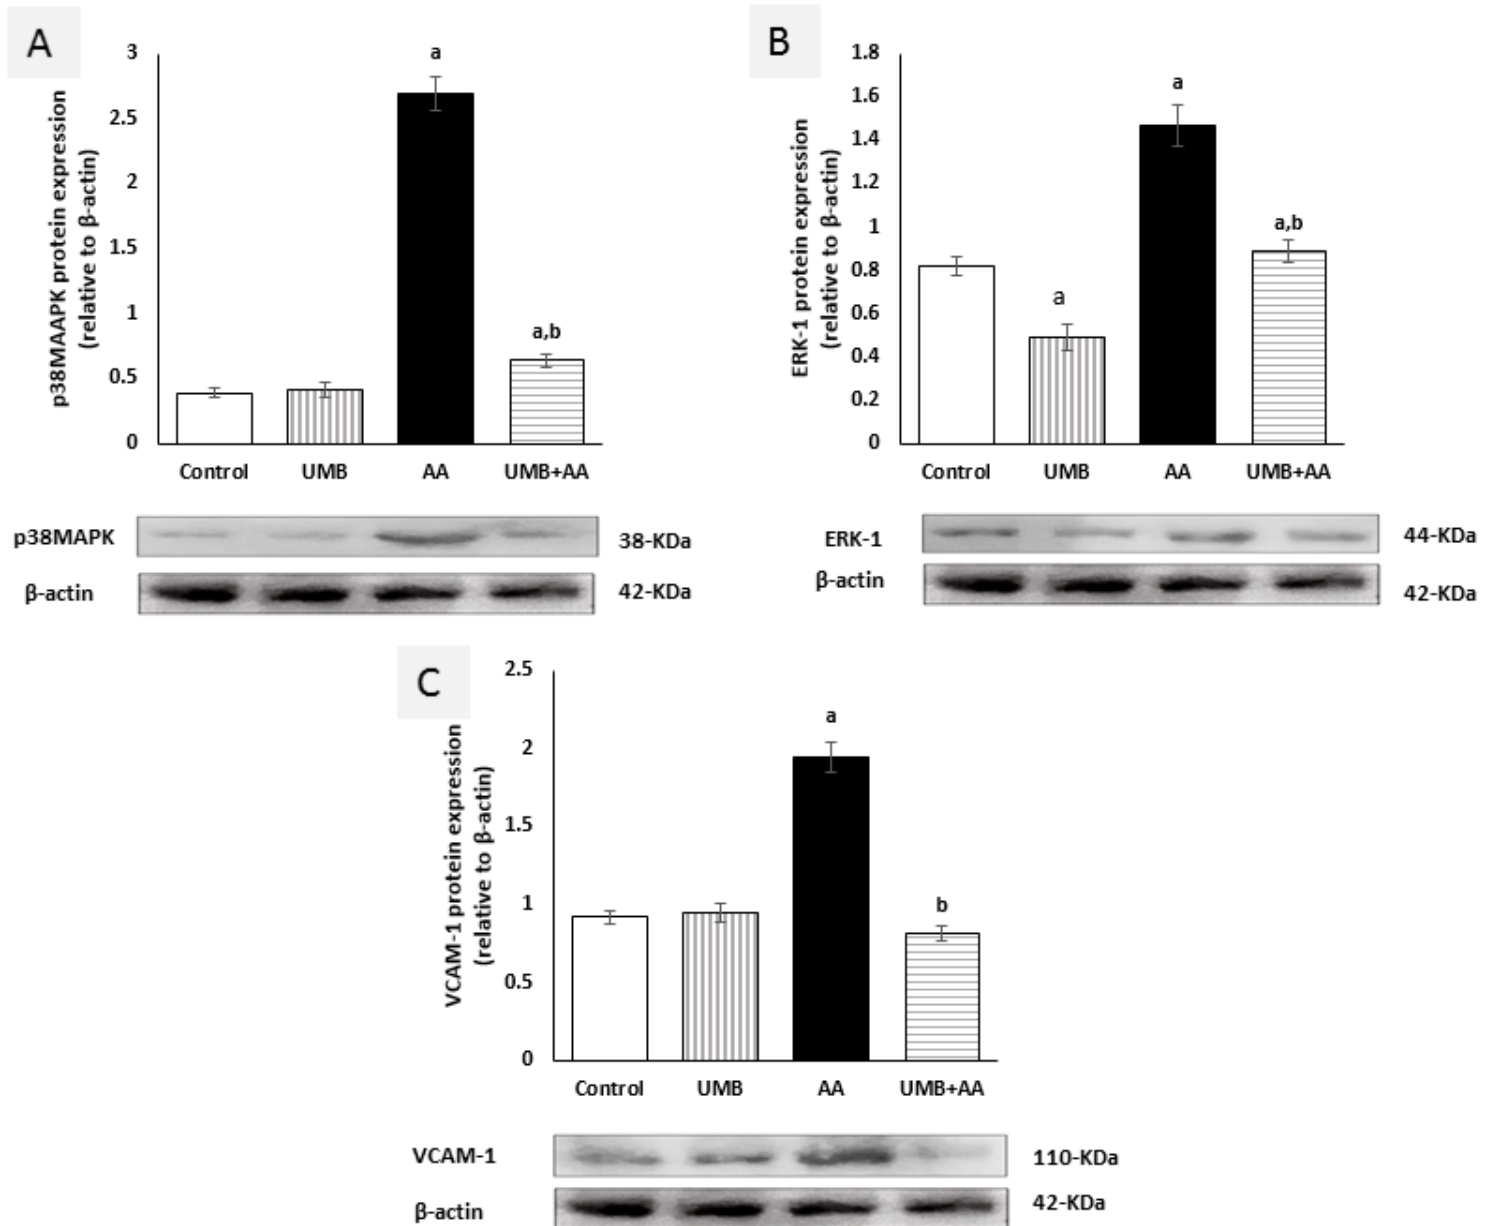 A
p38MAAPK protein expression
(relative to β-actin)
3
2.5
2
1.5
1
0.5
0
a
a,b
Control UMB AA UMB+AA
p38MAPK 38-KDa
β-actin 42-KDa
B
ERK-1 protein expression
(relative to β-actin)
1.8
1.6
1.4
1.2
1
0.8
0.6
0.4
0.2
0
a
a
a,b
Control UMB AA UMB+AA
ERK-1 44-KDa
β-actin 42-KDa
C
VCAM-1 protein expression
(relative to β-actin)
2.5
2
1.5
1
0.5
0
a
b
Control UMB AA UMB+AA
VCAM-1 110-KDa
β-actin 42-KDa